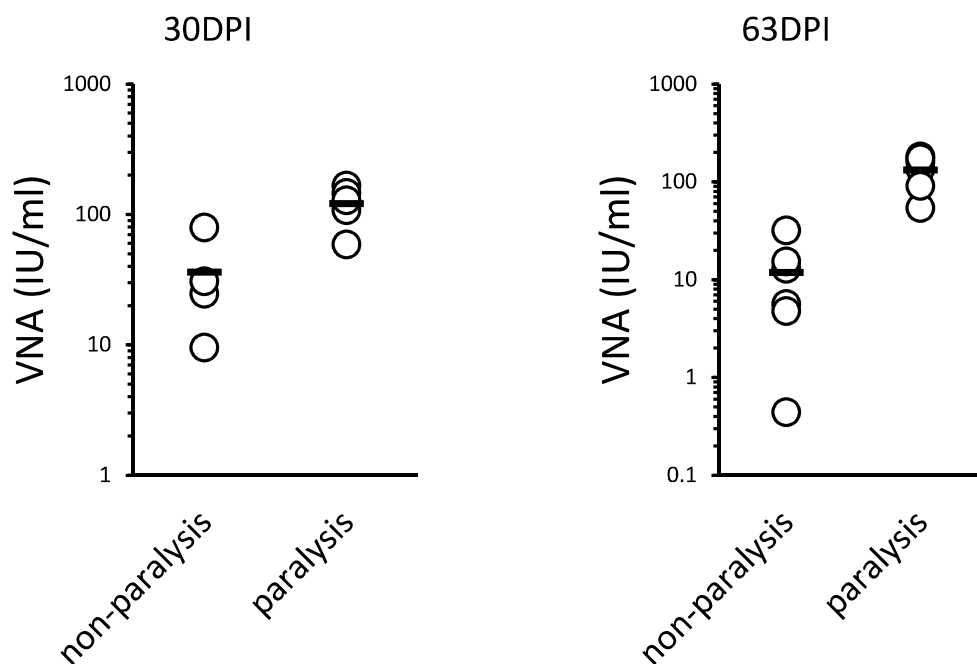 30DPI
1000
100
10
1
VNA (IU/ml)
non-paralysis
paralysis
63DPI
1000
100
10
1
0.1
VNA (IU/ml)
non-paralysis
paralysis